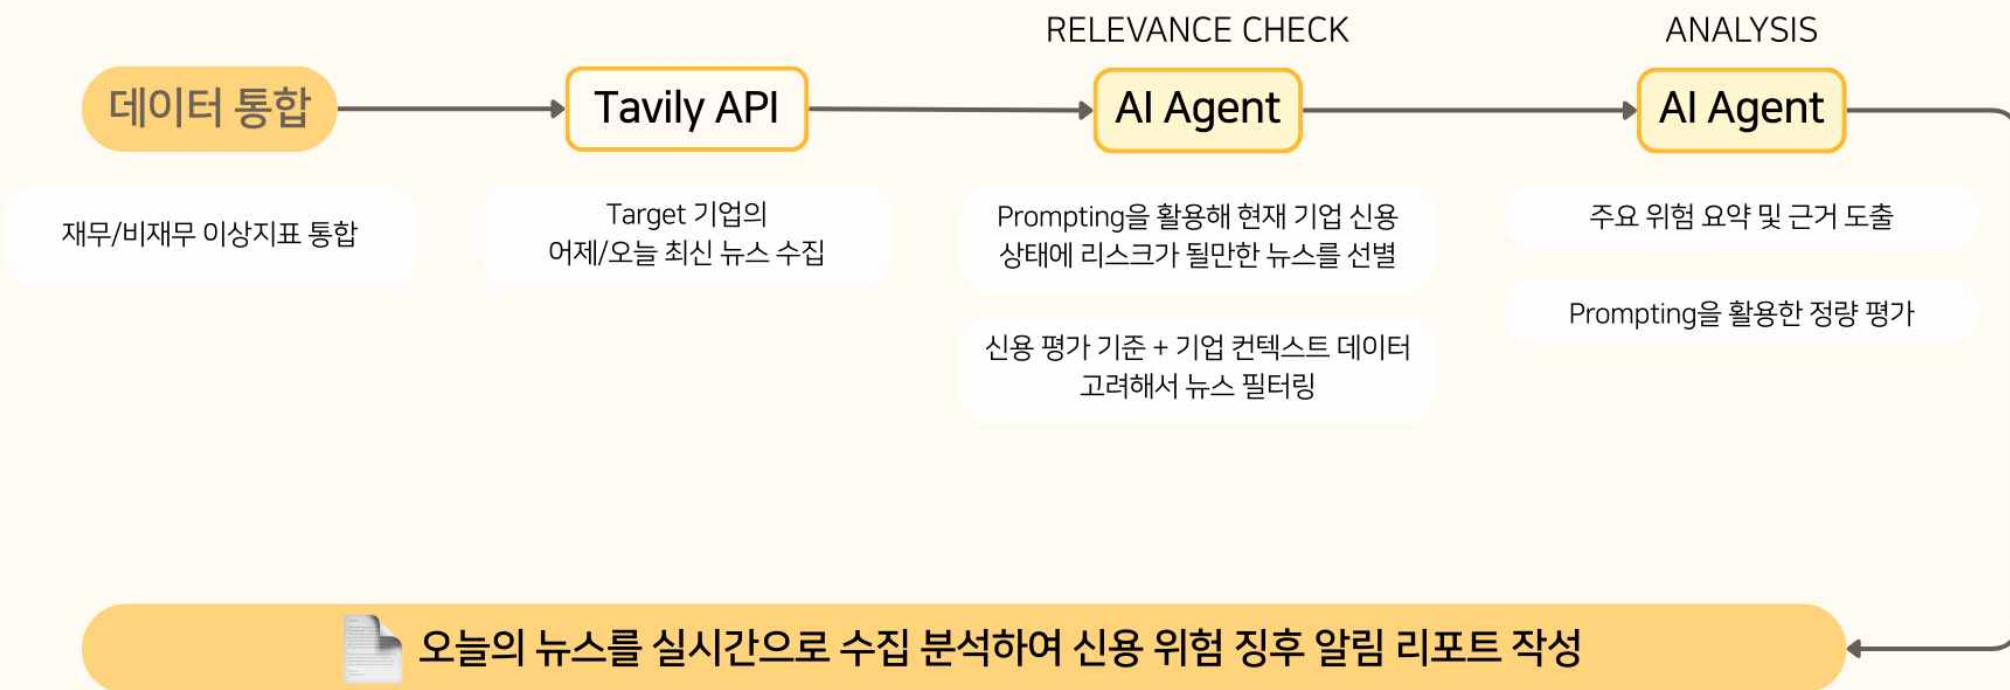 RELEVANCE CHECK
ANALYSIS
데이터 통합
Tavily API
AI Agent
AI Agent
재무/비재무 이상지표 통합
Target 기업의
어제/오늘 최신 뉴스 수집
Prompting을 활용해 현재 기업 신용
상태에 리스크가 될만한 뉴스를 선별
신용 평가 기준 + 기업 컨텍스트 데이터
고려해서 뉴스 필터링
주요 위험 요약 및 근거 도출
Prompting을 활용한 정량 평가
오늘의 뉴스를 실시간으로 수집 분석하여 신용 위험 징후 알림 리포트 작성